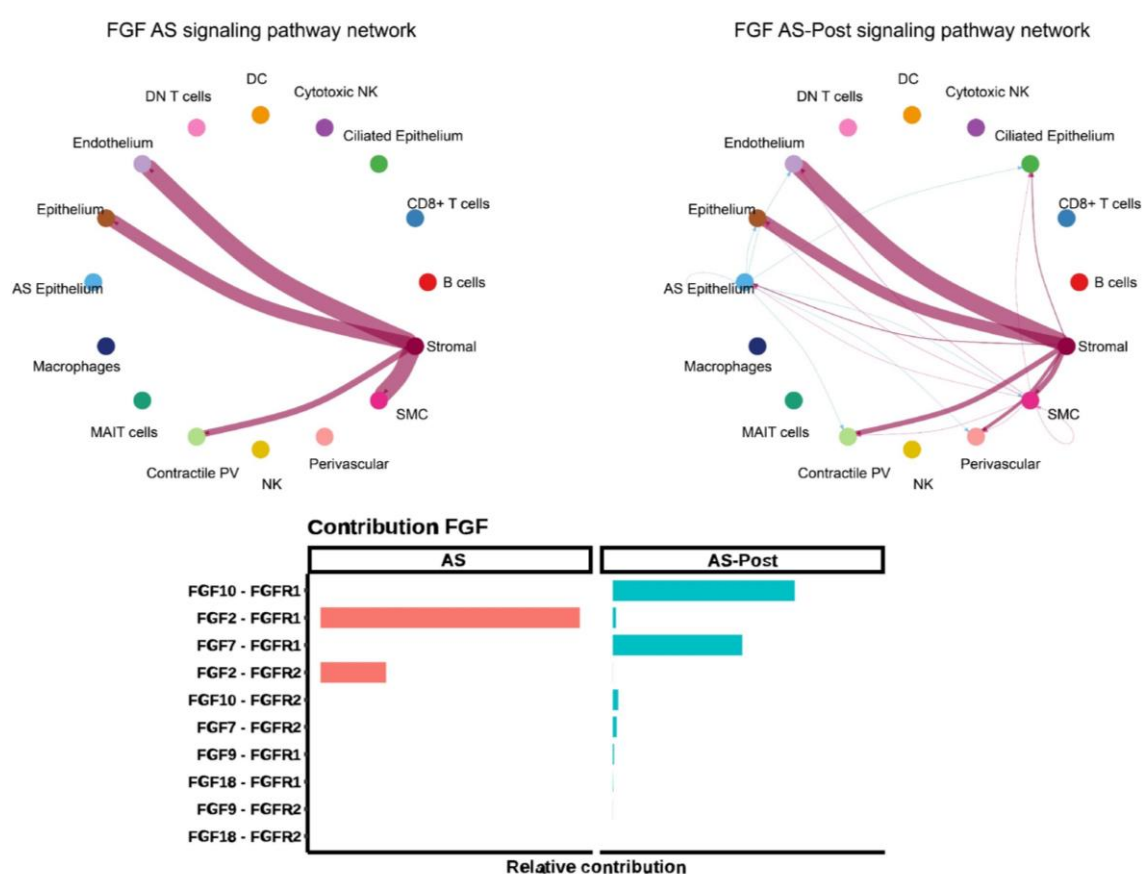 FGF AS signaling pathway network
DC
DN T cells
Cytotoxic NK
Endothelium
Ciliated Epithelium
Epithelium
CD8+ T cells
AS Epithelium
B cells
Macrophages
Stromal
MAIT cells
SMC
Contractile PV
NK
Perivascular
FGF AS-Post signaling pathway network
DC
DN T cells
Cytotoxic NK
Endothelium
Ciliated Epithelium
Epithelium
CD8+ T cells
AS Epithelium
B cells
Macrophages
Stromal
MAIT cells
SMC
Contractile PV
NK
Perivascular
Contribution FGF
AS
AS-Post
FGF10 - FGFR1
FGF2 - FGFR1
FGF7 - FGFR1
FGF2 - FGFR2
FGF10 - FGFR2
FGF7 - FGFR2
FGF9 - FGFR1
FGF18 - FGFR1
FGF9 - FGFR2
FGF18 - FGFR2
Relative contribution